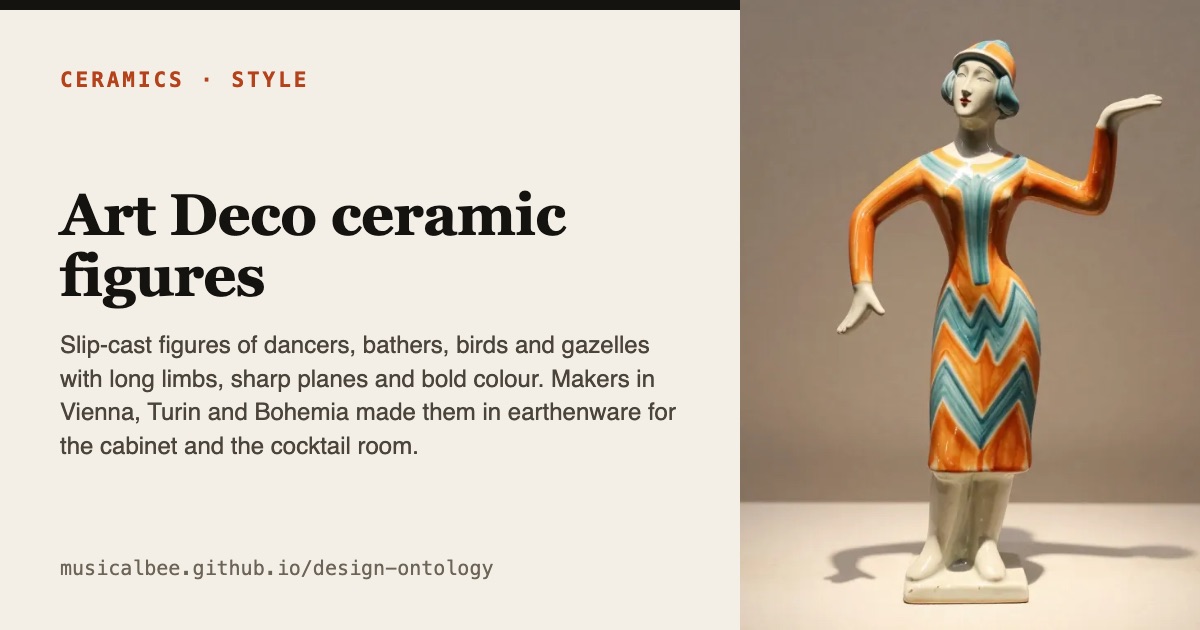 CERAMICS · STYLE
Art Deco ceramic
figures
Slip-cast figures of dancers, bathers, birds and gazelles
with long limbs, sharp planes and bold colour. Makers in
Vienna, Turin and Bohemia made them in earthenware for
the cabinet and the cocktail room.
musicalbee.github.io/design-ontology